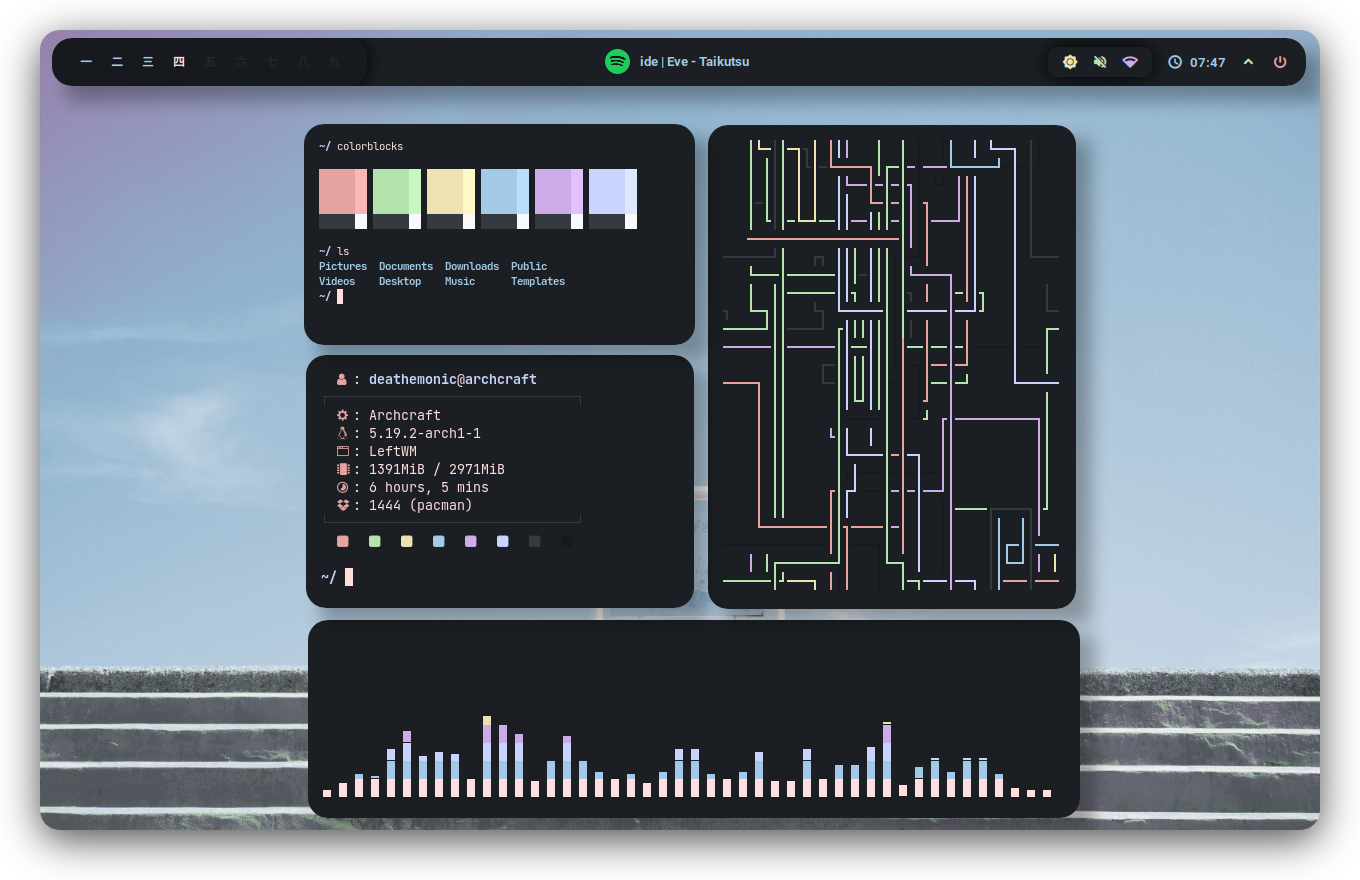 一 二 三 四 五 六 七 八 九
ide | Eve - Taikutsu
07:47
~/ colorblocks
~/ ls
Pictures Documents Downloads Public
Videos Desktop Music Templates
~/
: deathemonic@archcraft
: Archcraft
: 5.19.2-arch1-1
: LeftWM
: 1391MiB / 2971MiB
: 6 hours, 5 mins
: 1444 (pacman)
~/